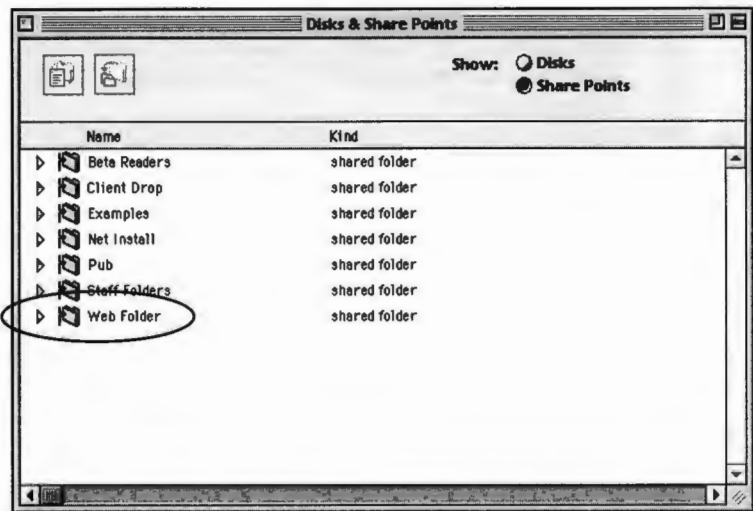 Disks & Share Points
Show: Disks
Share Points
Name Kind
Beta Readers shared folder
Client Drop shared folder
Examples shared folder
Net Install shared folder
Pub shared folder
Staff Folders shared folder
Web Folder shared folder